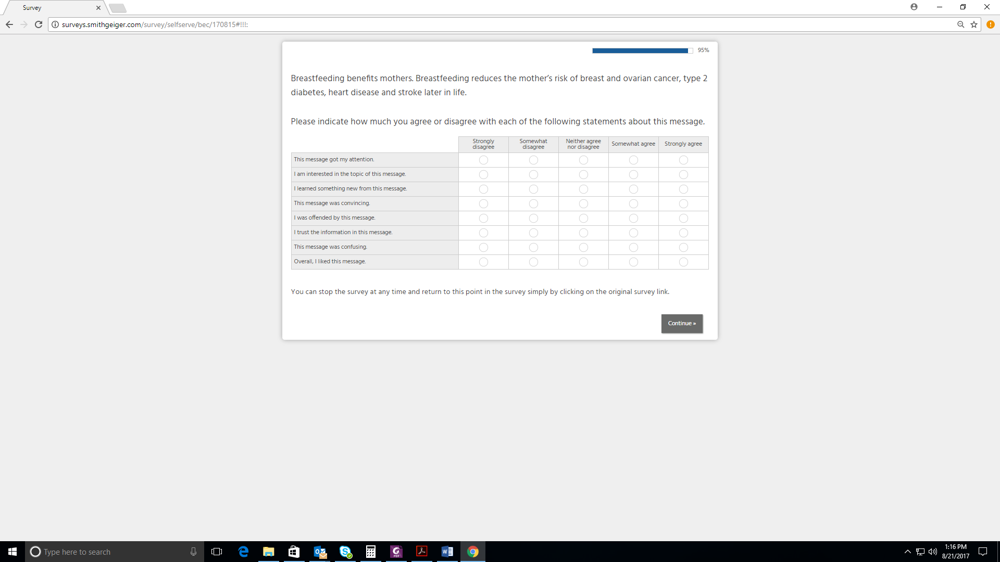 Survey
surveys.smithgeiger.com/survey/selfserve/bec/170815#!!!:
95%
Breastfeeding benefits mothers. Breastfeeding reduces the mother’s risk of breast and ovarian cancer, type 2
diabetes, heart disease and stroke later in life.
Please indicate how much you agree or disagree with each of the following statements about this message.
Strongly disagree Somewhat disagree Neither agree nor disagree Somewhat agree Strongly agree
This message got my attention.
I am interested in the topic of this message.
I learned something new from this message.
This message was convincing.
I was offended by this message.
I trust the information in this message.
This message was confusing.
Overall, I liked this message.
You can stop the survey at any time and return to this point in the survey simply by clicking on the original survey link.
Continue »
Type here to search
1:16 PM
8/21/2017